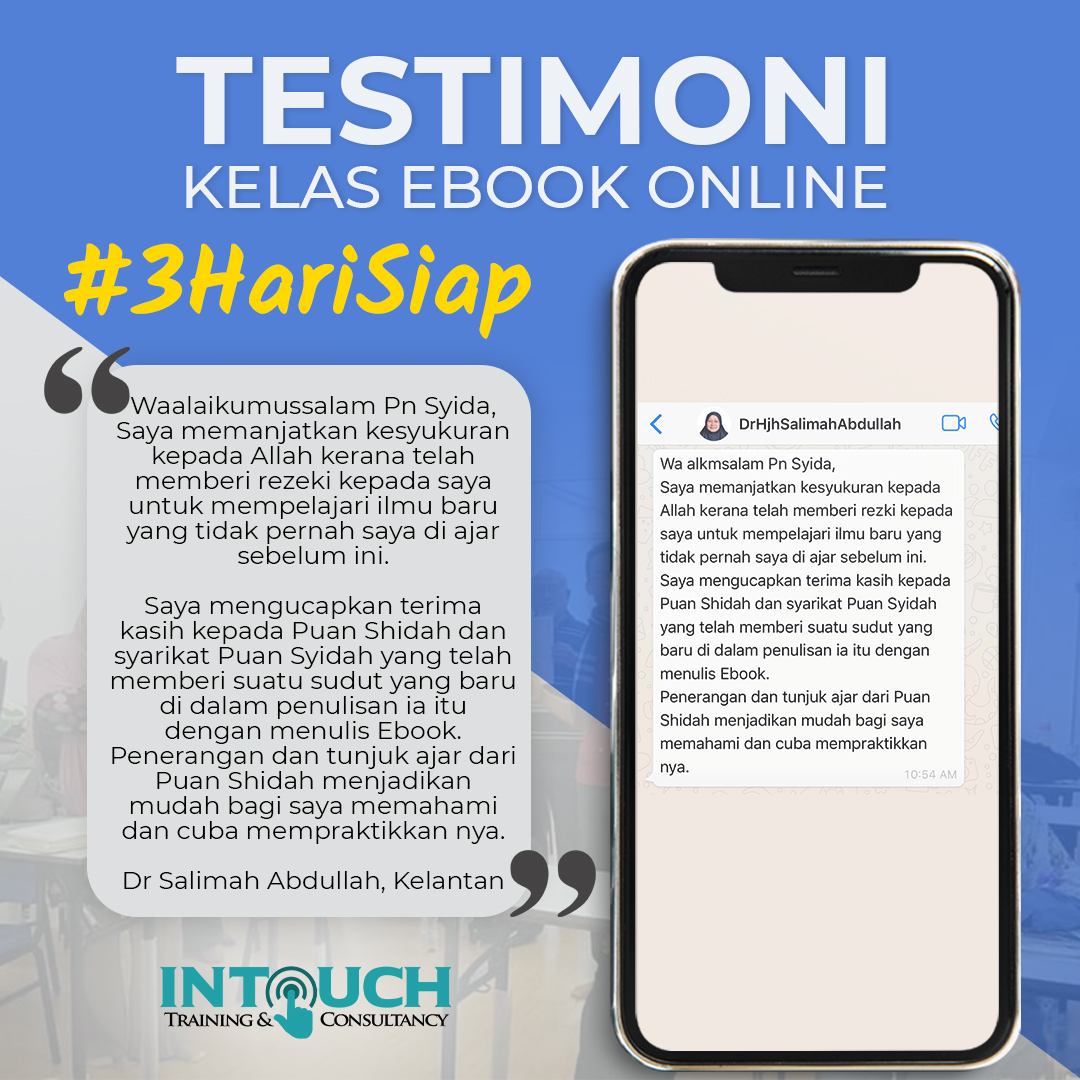 TESTIMONI
KELAS EBOOK ONLINE
#3HariSiap
“
Waalaikumussalam Pn Syida,
Saya memanjatkan kesyukuran
kepada Allah kerana telah
memberi rezeki kepada saya
untuk mempelajari ilmu baru
yang tidak pernah saya di ajar
sebelum ini.
Saya mengucapkan terima
kasih kepada Puan Shidah dan
syarikat Puan Syidah yang telah
memberi suatu sudut yang baru
di dalam penulisan ia itu
dengan menulis Ebook.
Penerangan dan tunjuk ajar dari
Puan Shidah menjadikan
mudah bagi saya memahami
dan cuba mempraktikkan nya.
Dr Salimah Abdullah, Kelantan
”
INTOUCH
TRAINING & CONSULTANCY
DrHjhSalimahAbdullah
Wa alkmsalam Pn Syida,
Saya memanjatkan kesyukuran kepada
Allah kerana telah memberi rezki kepada
saya untuk mempelajari ilmu baru yang
tidak pernah saya di ajar sebelum ini.
Saya mengucapkan terima kasih kepada
Puan Shidah dan syarikat Puan Syidah
yang telah memberi suatu sudut yang
baru di dalam penulisan ia itu dengan
menulis Ebook.
Penerangan dan tunjuk ajar dari Puan
Shidah menjadikan mudah bagi saya
memahami dan cuba mempraktikkan
nya.
10:54 AM